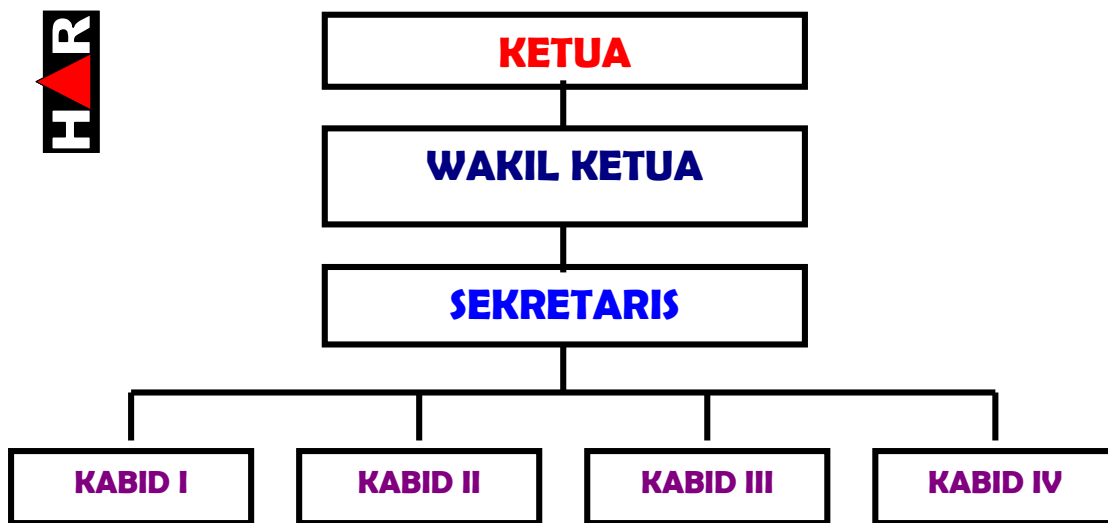 HAR
KETUA
WAKIL KETUA
SEKRETARIS
KABID I
KABID II
KABID III
KABID IV